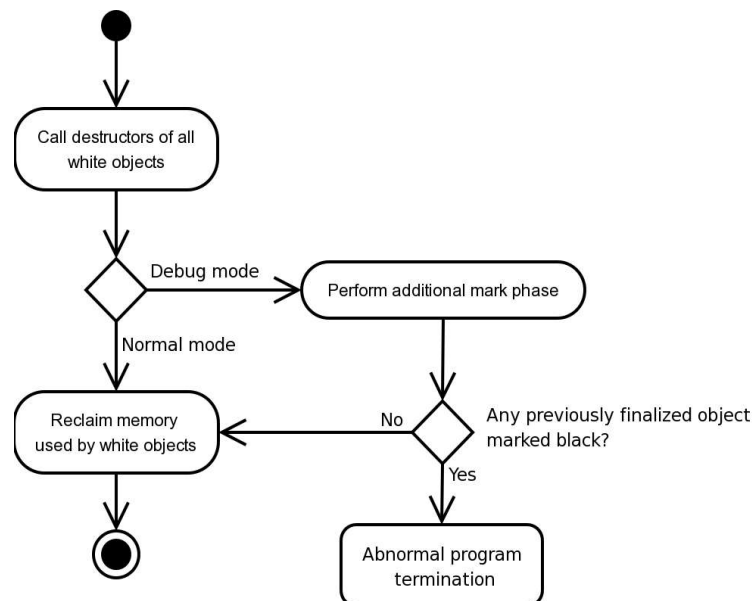 Call destructors of all
white objects
Debug mode
Perform additional mark phase
Normal mode
Reclaim memory
used by white objects
No
Any previously finalized object
marked black?
Yes
Abnormal program
termination